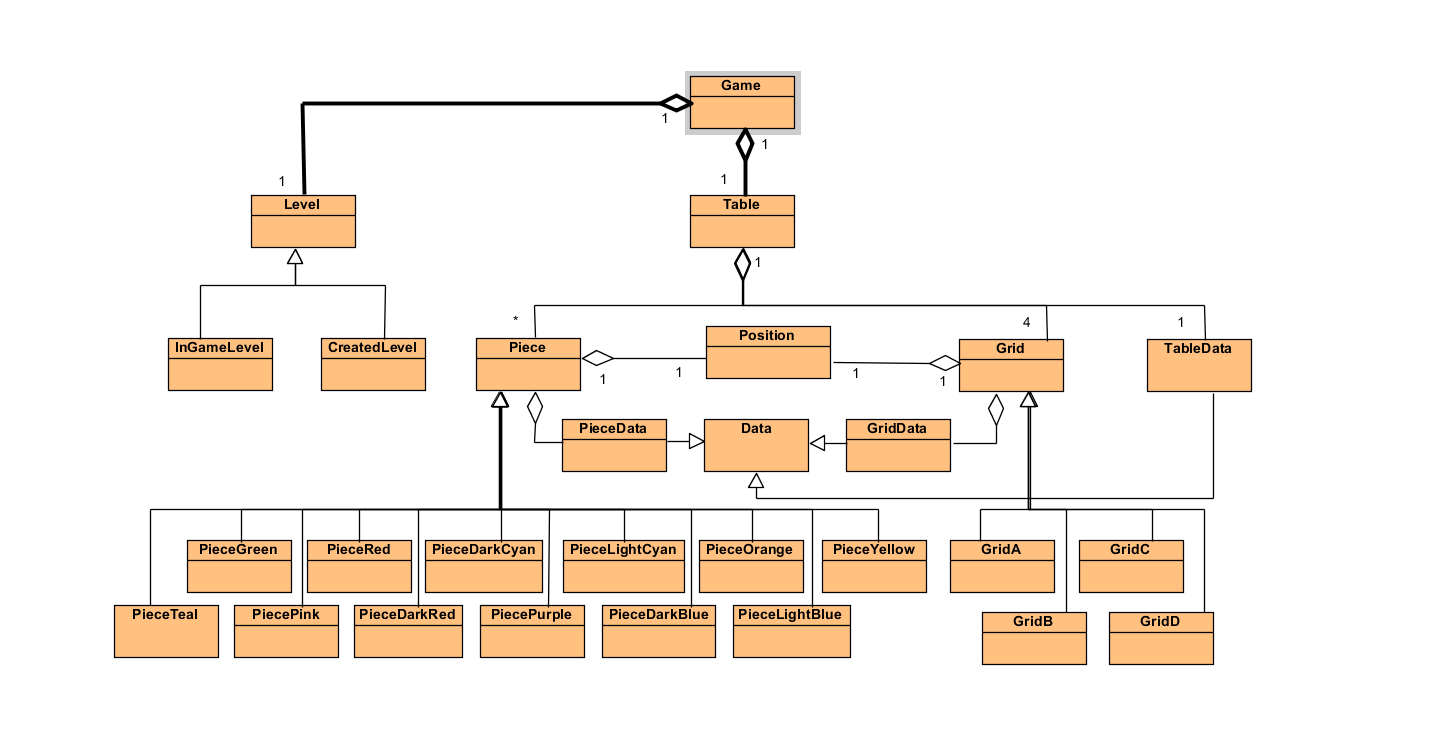 Game
1
1
1
1
Level
Table
1
*
4
1
InGameLevel
CreatedLevel
Piece
Position
Grid
TableData
1
1
1
1
PieceData
Data
GridData
PieceGreen
PieceRed
PieceDarkCyan
PieceLightCyan
PieceOrange
PieceYellow
GridA
GridC
PieceTeal
PiecePink
PieceDarkRed
PiecePurple
PieceDarkBlue
PieceLightBlue
GridB
GridD